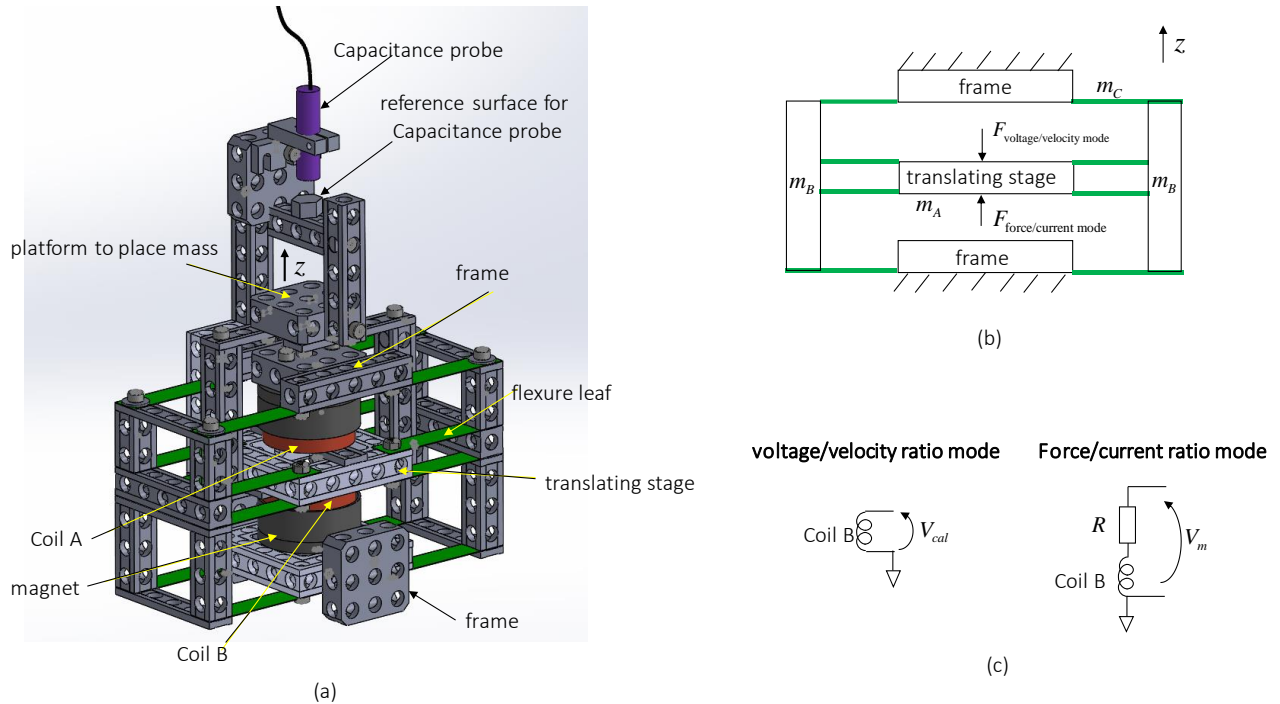 Capacitance probe
reference surface for
Capacitance probe
platform to place mass
z
frame
flexure leaf
translating stage
Coil A
magnet
frame
Coil B
(a)
z
frame
m_C
F_voltage/velocity mode
translating stage
m_B
m_B
m_A
F_force/current mode
frame
(b)
voltage/velocity ratio mode
Force/current ratio mode
Coil B
V_cal
R
V_m
Coil B
(c)